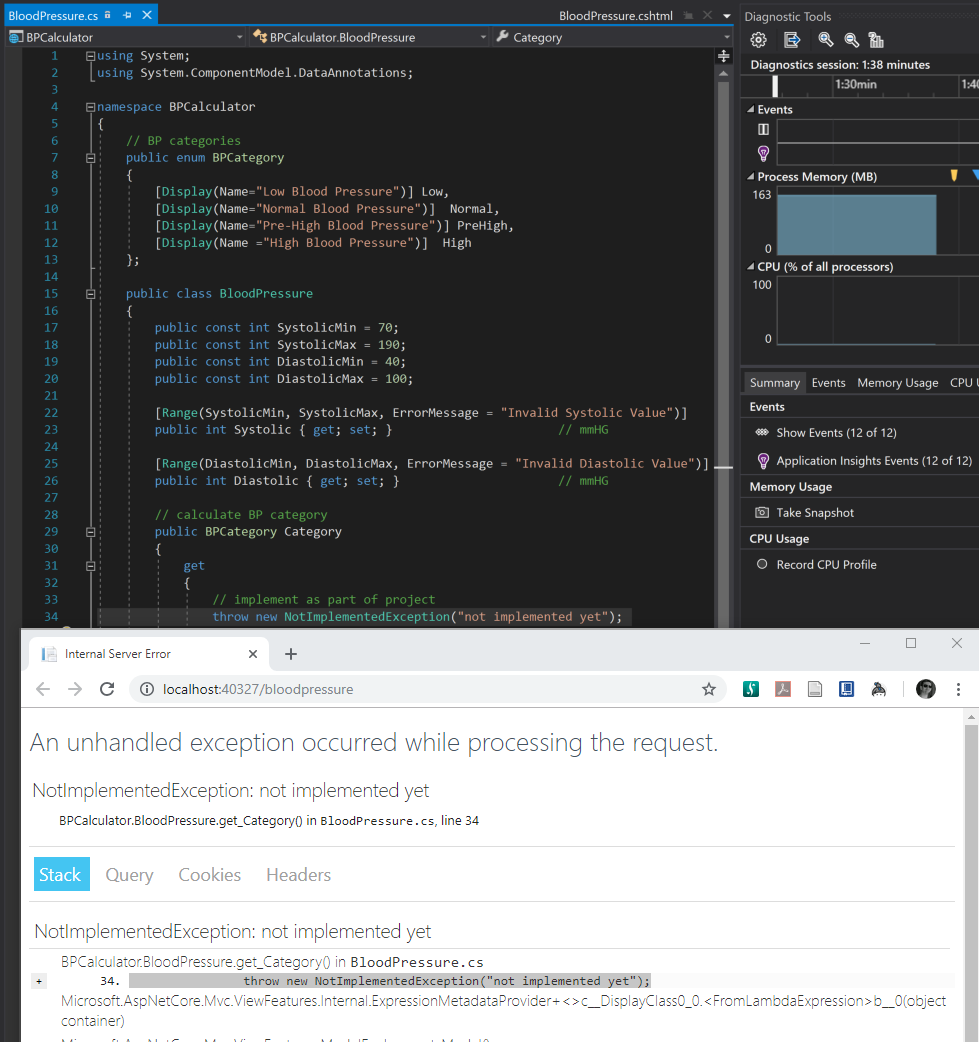 BloodPressure.cs
BloodPressure.cshtml
BPCalculator
BPCalculator.BloodPressure
Category
1 using System;
2 using System.ComponentModel.DataAnnotations;
3
4 namespace BPCalculator
5 {
6 // BP categories
7 public enum BPCategory
8 {
9 [Display(Name="Low Blood Pressure")] Low,
10 [Display(Name="Normal Blood Pressure")]  Normal,
11 [Display(Name="Pre-High Blood Pressure")] PreHigh,
12 [Display(Name ="High Blood Pressure")]  High
13 };
14
15 public class BloodPressure
16 {
17 public const int SystolicMin = 70;
18 public const int SystolicMax = 190;
19 public const int DiastolicMin = 40;
20 public const int DiastolicMax = 100;
21
22 [Range(SystolicMin, SystolicMax, ErrorMessage = "Invalid Systolic Value")]
23 public int Systolic { get; set; } // mmHG
24
25 [Range(DiastolicMin, DiastolicMax, ErrorMessage = "Invalid Diastolic Value")]
26 public int Diastolic { get; set; } // mmHG
27
28 // calculate BP category
29 public BPCategory Category
30 {
31 get
32 {
33 // implement as part of project
34 throw new NotImplementedException("not implemented yet");
Diagnostic Tools
Diagnostics session: 1:38 minutes
1:30min
Events
Process Memory (MB)
163
0
CPU (% of all processors)
100
0
Summary Events Memory Usage CPU
Events
Show Events (12 of 12)
Application Insights Events (12 of 12)
Memory Usage
Take Snapshot
CPU Usage
Record CPU Profile
Internal Server Error
localhost:40327/bloodpressure
An unhandled exception occurred while processing the request.
NotImplementedException: not implemented yet
BPCalculator.BloodPressure.get_Category() in BloodPressure.cs, line 34
Stack Query Cookies Headers
NotImplementedException: not implemented yet
BPCalculator.BloodPressure.get_Category() in BloodPressure.cs
+ 34. throw new NotImplementedException("not implemented yet");
Microsoft.AspNetCore.Mvc.ViewFeatures.Internal.ExpressionMetadataProvider+<>c__DisplayClass0_0.<FromLambdaExpression>b__0(object
container)